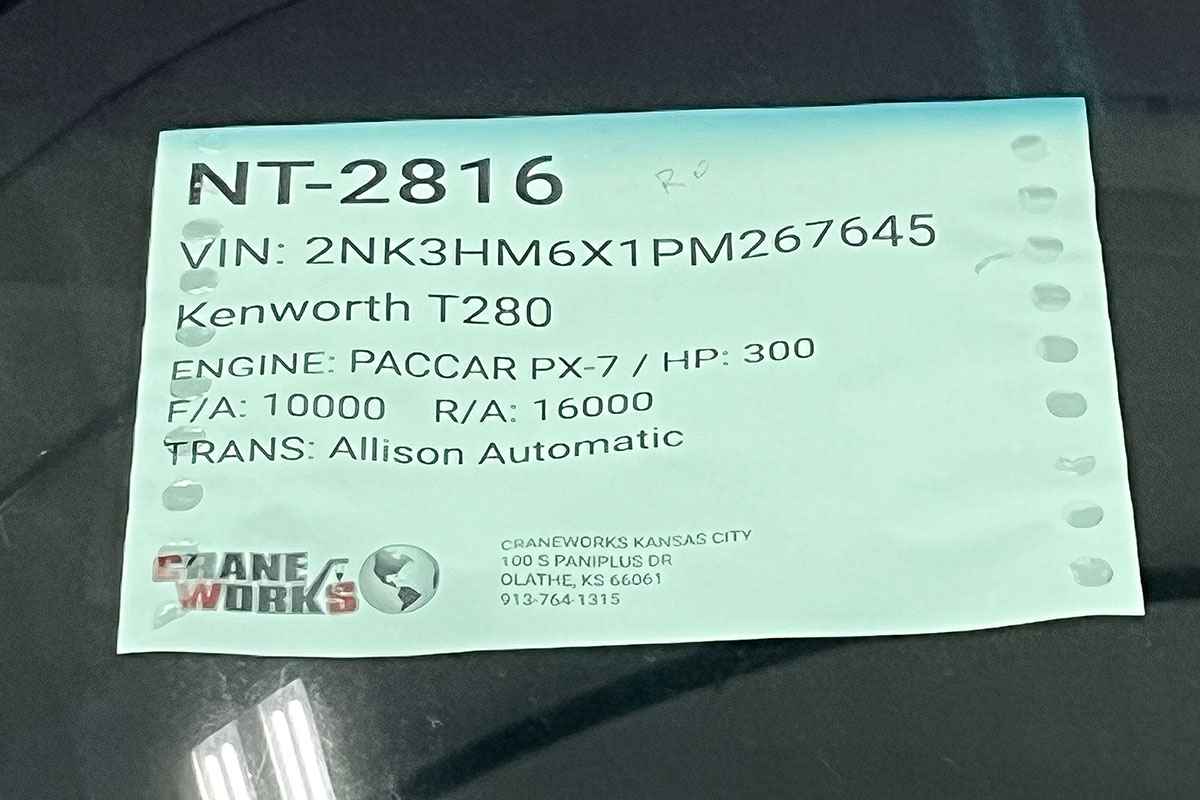 NT-2816
RO
VIN: 2NK3HM6X1PM267645
Kenworth T280
ENGINE: PACCAR PX-7 / HP: 300
F/A: 10000 R/A: 16000
TRANS: Allison Automatic
CRANE
WORKS
CRANEWORKS KANSAS CITY
100 S PANIPLUS DR
OLATHE, KS 66061
913-764-1315